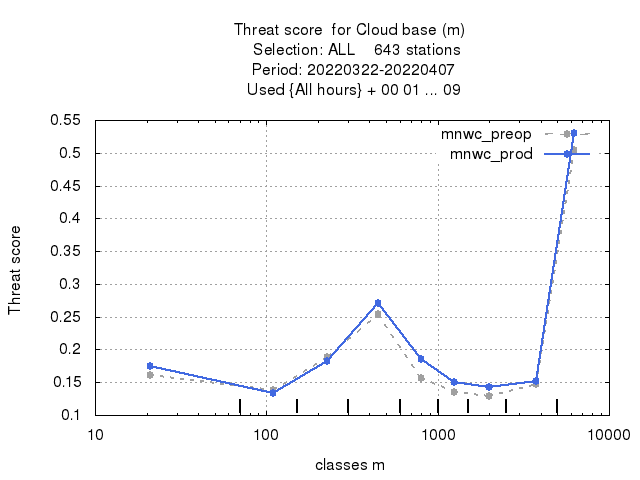 Threat score  for Cloud base (m)
Selection: ALL    643 stations
Period: 20220322-20220407
Used {All hours} + 00 01 ... 09
mnwc_preop
mnwc_prod
Threat score
0.55
0.5
0.45
0.4
0.35
0.3
0.25
0.2
0.15
0.1
10 100 1000 10000
classes m